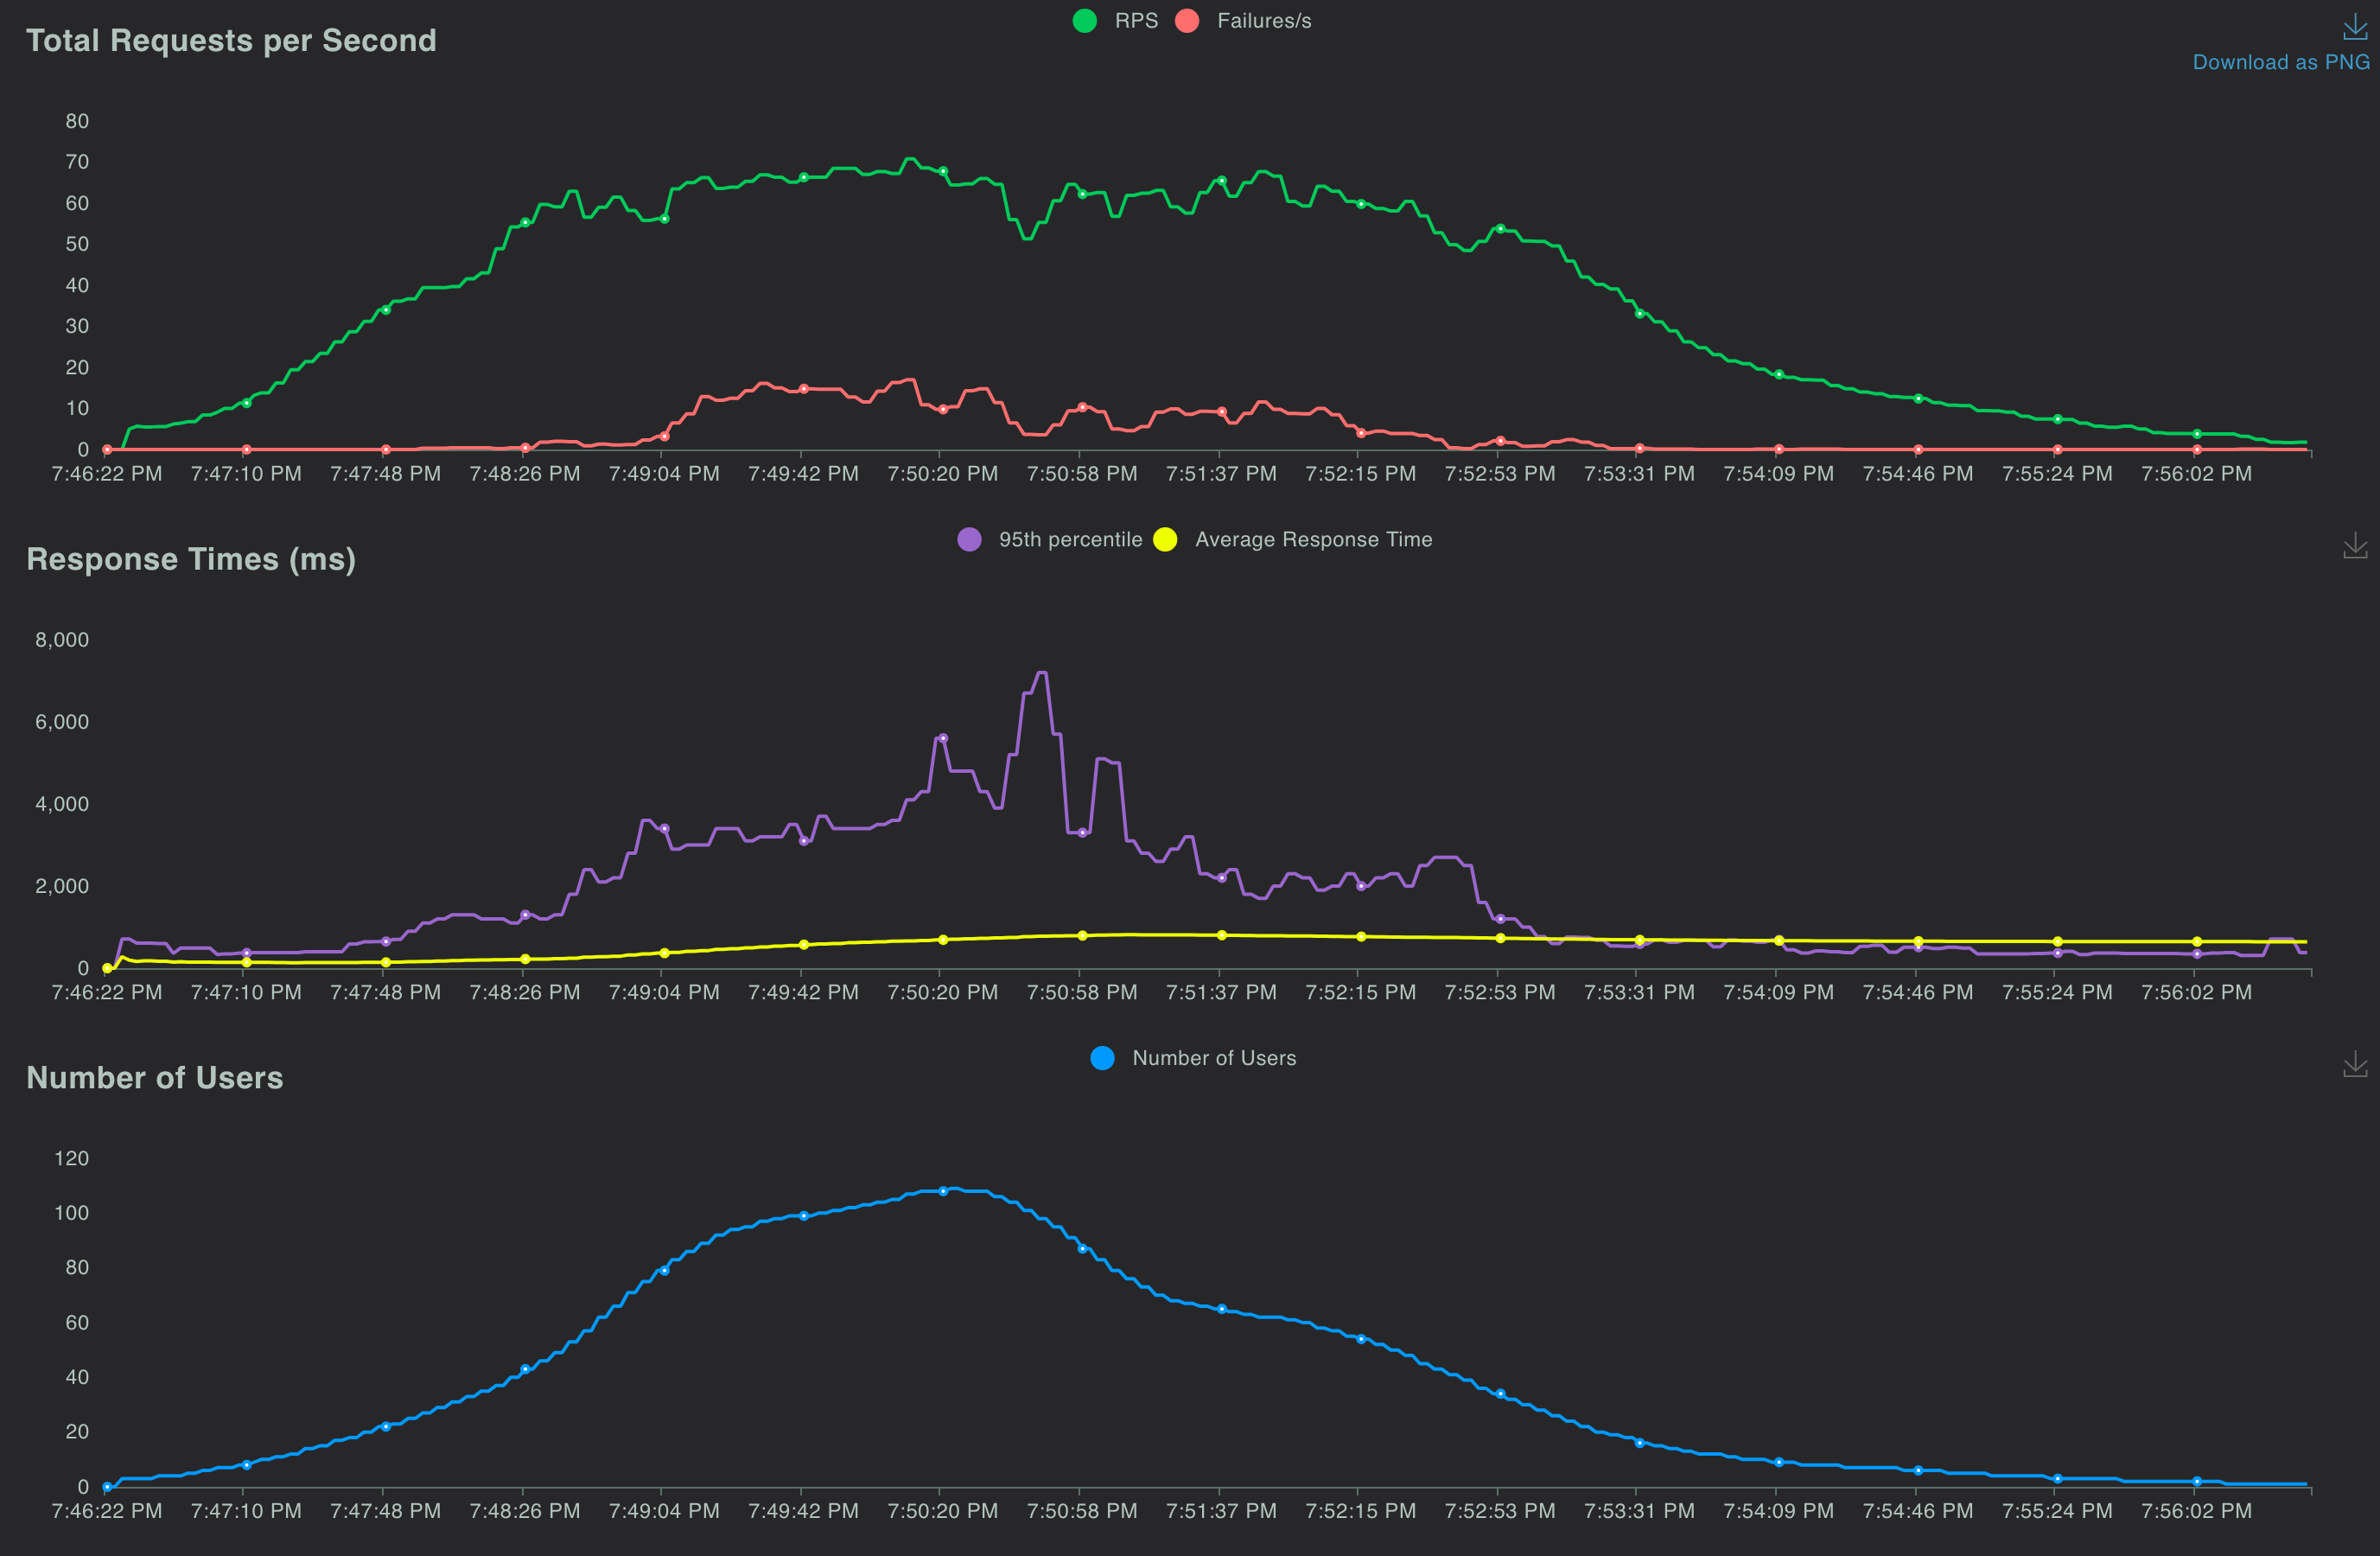 RPS Failures/s
Total Requests per Second
Download as PNG
80
70
60
50
40
30
20
10
0
7:46:22 PM 7:47:10 PM 7:47:48 PM 7:48:26 PM 7:49:04 PM 7:49:42 PM 7:50:20 PM 7:50:58 PM 7:51:37 PM 7:52:15 PM 7:52:53 PM 7:53:31 PM 7:54:09 PM 7:54:46 PM 7:55:24 PM 7:56:02 PM
95th percentile Average Response Time
Response Times (ms)
8,000
6,000
4,000
2,000
0
7:46:22 PM 7:47:10 PM 7:47:48 PM 7:48:26 PM 7:49:04 PM 7:49:42 PM 7:50:20 PM 7:50:58 PM 7:51:37 PM 7:52:15 PM 7:52:53 PM 7:53:31 PM 7:54:09 PM 7:54:46 PM 7:55:24 PM 7:56:02 PM
Number of Users
Number of Users
120
100
80
60
40
20
0
7:46:22 PM 7:47:10 PM 7:47:48 PM 7:48:26 PM 7:49:04 PM 7:49:42 PM 7:50:20 PM 7:50:58 PM 7:51:37 PM 7:52:15 PM 7:52:53 PM 7:53:31 PM 7:54:09 PM 7:54:46 PM 7:55:24 PM 7:56:02 PM